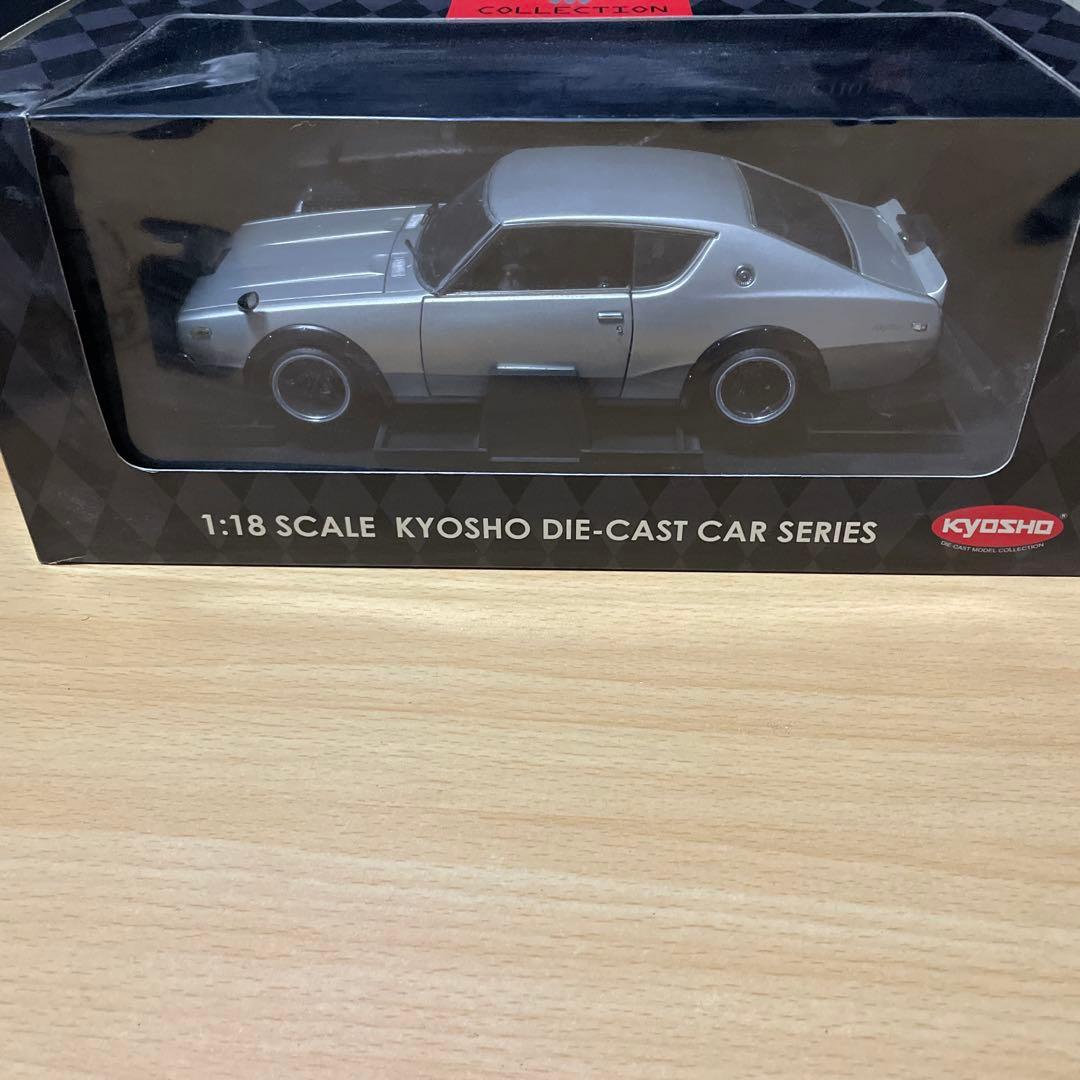 COLLECTION
1:18 SCALE KYOSHO DIE-CAST CAR SERIES
KYOSHO®
DIE-CAST MODEL COLLECTION